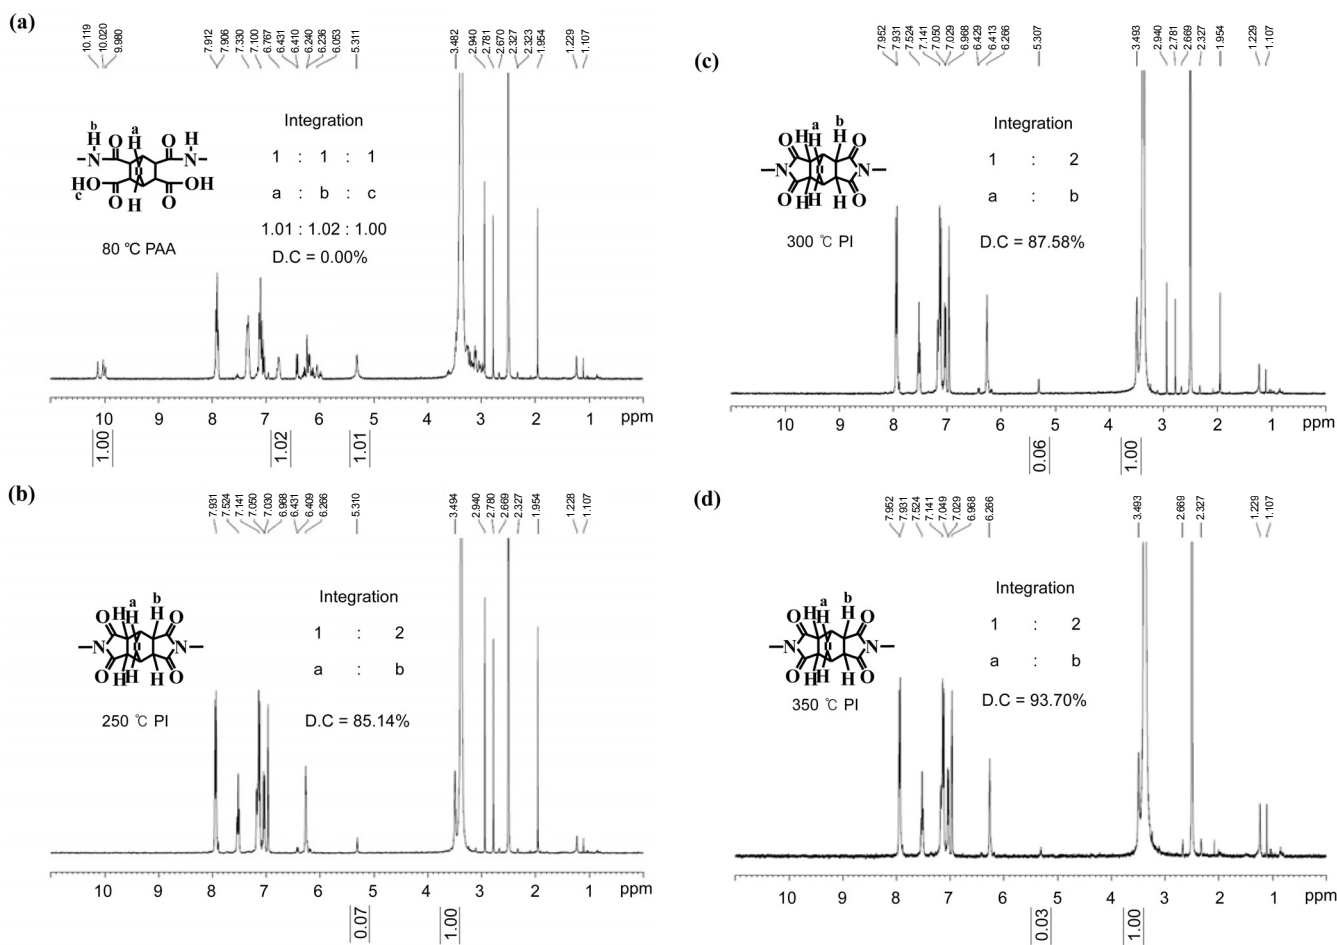 (a)
10.119
10.020
9.980
7.912
7.906
7.330
7.100
6.767
6.431
6.410
6.240
6.236
6.053
5.311
3.482
2.940
2.781
2.670
2.327
2.323
1.954
1.229
1.107
b
H
N
O
a
H
O
H
N
HO
c
O
H
O
OH
80 ℃ PAA
Integration
1 : 1 : 1
a : b : c
1.01 : 1.02 : 1.00
D.C = 0.00%
10 9 8 7 6 5 4 3 2 1 ppm
1.00
1.02
1.01
(b)
7.931
7.524
7.141
7.050
7.030
6.968
6.431
6.409
6.266
5.310
3.494
2.940
2.780
2.669
2.327
1.954
1.228
1.107
a b
O H H H O
N N
O H H H O
250 ℃ PI
Integration
1 : 2
a : b
D.C = 85.14%
10 9 8 7 6 5 4 3 2 1 ppm
0.07
1.00
(c)
7.952
7.931
7.524
7.141
7.050
7.029
6.968
6.429
6.413
6.266
5.307
3.493
2.940
2.781
2.669
2.327
1.954
1.229
1.107
a b
O H H H O
N N
O H H H O
300 ℃ PI
Integration
1 : 2
a : b
D.C = 87.58%
10 9 8 7 6 5 4 3 2 1 ppm
0.06
1.00
(d)
7.952
7.931
7.524
7.141
7.049
7.029
6.968
6.266
3.493
2.669
2.327
1.229
1.107
a b
O H H H O
N N
O H H H O
350 ℃ PI
Integration
1 : 2
a : b
D.C = 93.70%
10 9 8 7 6 5 4 3 2 1 ppm
0.03
1.00